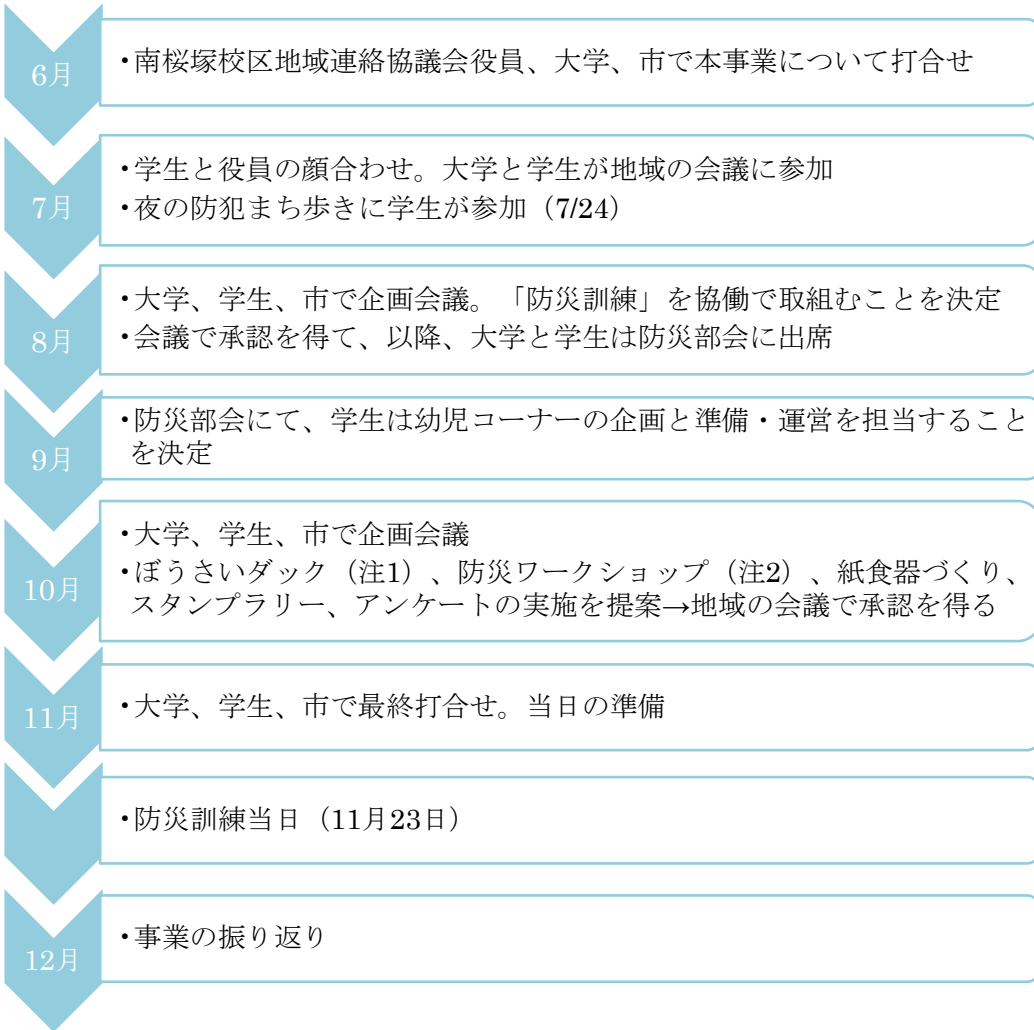 6月
・南桜塚校区地域連絡協議会役員、大学、市で本事業について打合せ
7月
・学生と役員の顔合わせ。大学と学生が地域の会議に参加
・夜の防犯まち歩きに学生が参加（7/24）
8月
・大学、学生、市で企画会議。「防災訓練」を協働で取組むことを決定
・会議で承認を得て、以降、大学と学生は防災部会に出席
9月
・防災部会にて、学生は幼児コーナーの企画と準備・運営を担当すること
を決定
10月
・大学、学生、市で企画会議
・ぼうさいダック（注1）、防災ワークショップ（注2）、紙食器づくり、
スタンプラリー、アンケートの実施を提案→地域の会議で承認を得る
11月
・大学、学生、市で最終打合せ。当日の準備
・防災訓練当日（11月23日）
12月
・事業の振り返り